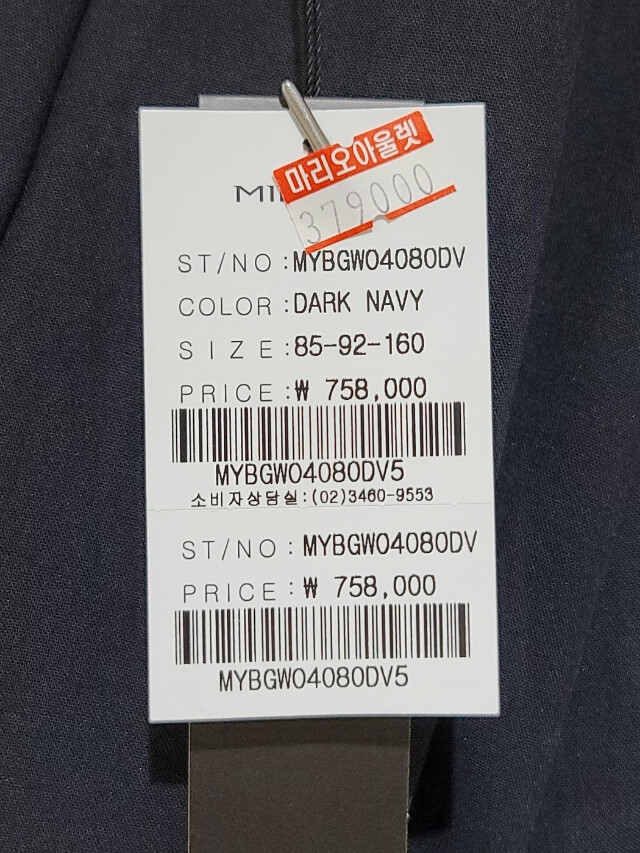 마리오아울렛
379000
ST/NO : MYBGW04080DV
COLOR : DARK NAVY
SIZE : 85-92-160
PRICE : ₩ 758,000
MYBGW04080DV5
소비자상담실:(02)3460-9553
ST/NO : MYBGW04080DV
PRICE : ₩ 758,000
MYBGW04080DV5